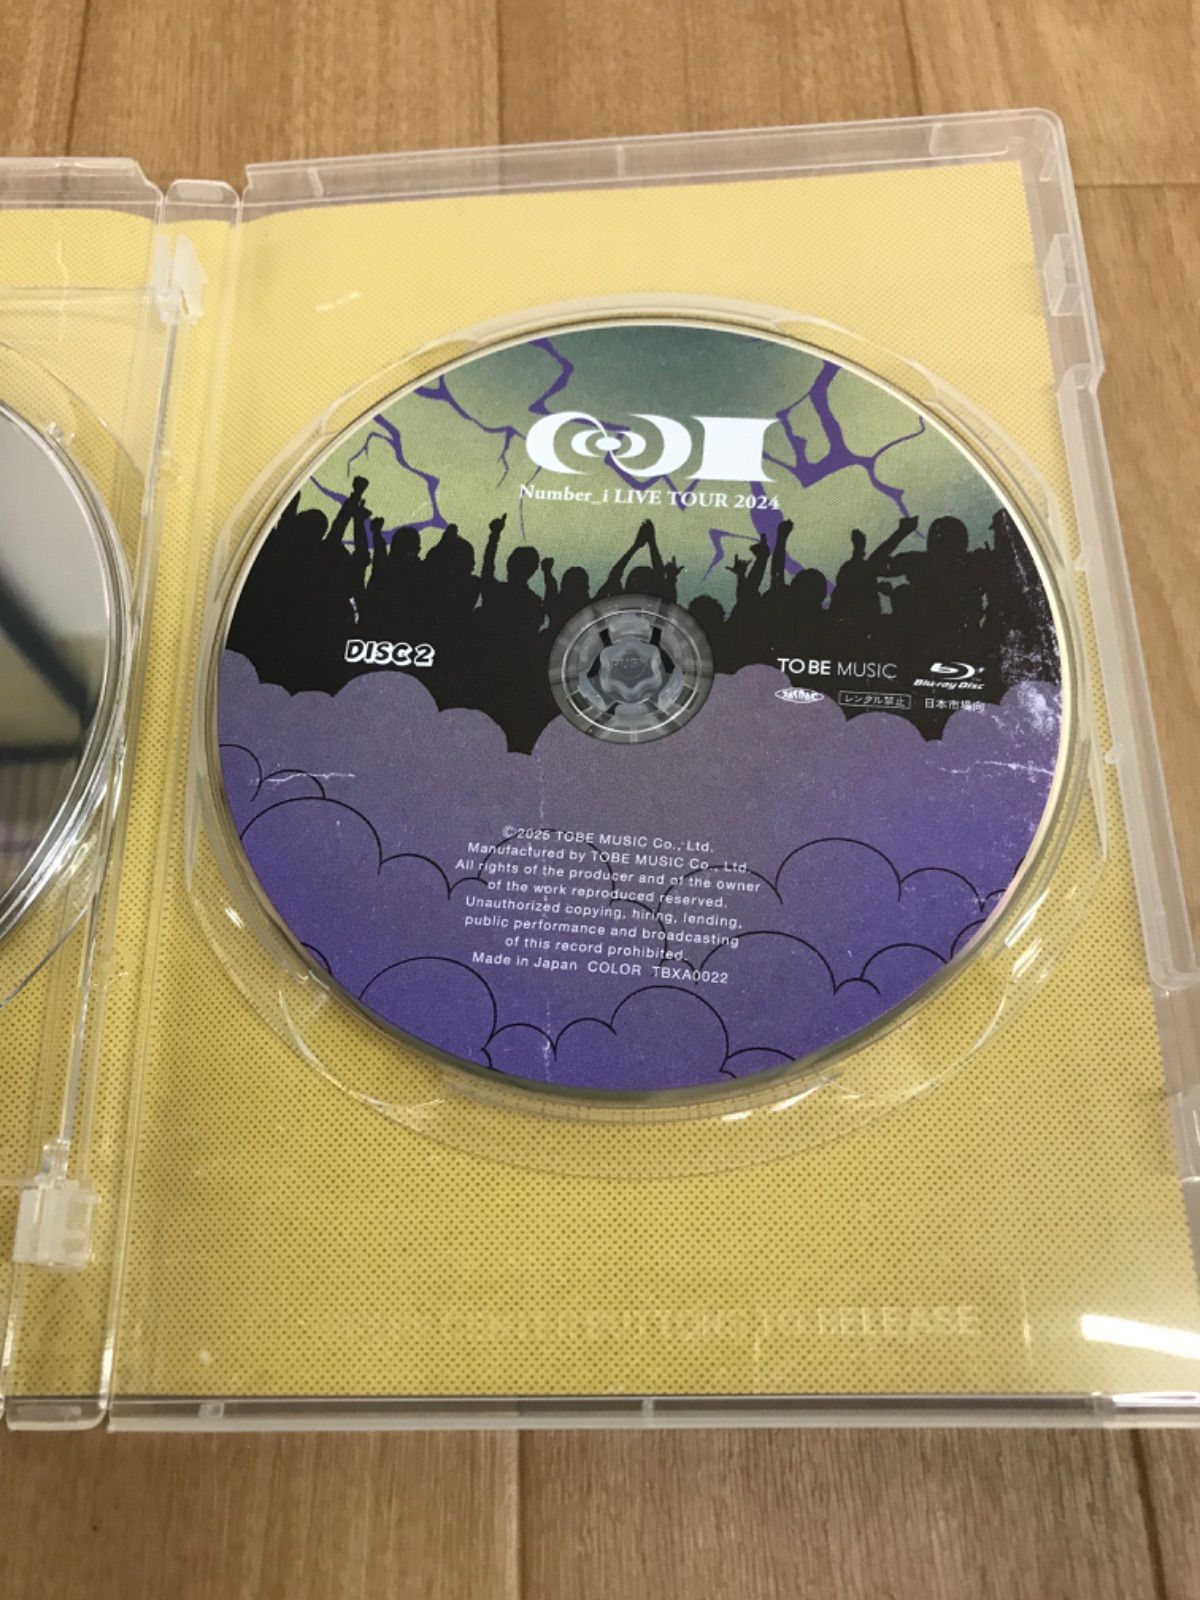 Number_i LIVE TOUR 2024
DISC 2
TOBE MUSIC
Blu-ray Disc
レンタル禁止
日本市場向
PUSH
©2025 TOBE MUSIC Co., Ltd.
Manufactured by TOBE MUSIC Co., Ltd.
All rights of the producer and of the owner
of the work reproduced reserved.
Unauthorized copying, hiring, lending,
public performance and broadcasting
of this record prohibited.
Made in Japan COLOR TBXA0022
TO RELEASE